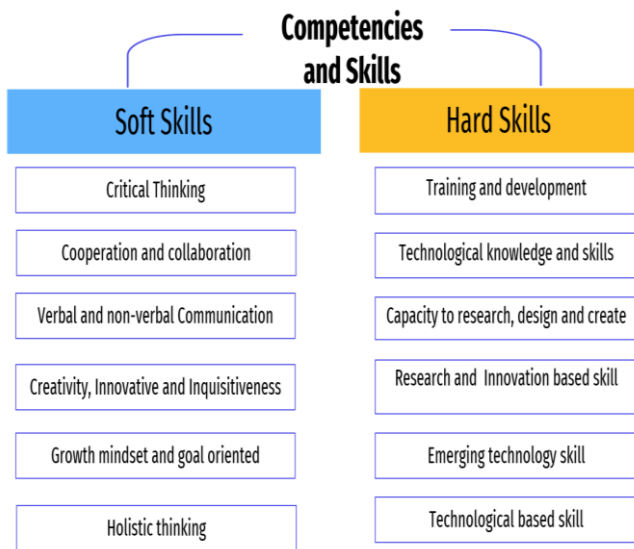 Competencies
and Skills
Soft Skills
Critical Thinking
Cooperation and collaboration
Verbal and non-verbal Communication
Creativity, Innovative and Inquisitiveness
Growth mindset and goal oriented
Holistic thinking
Hard Skills
Training and development
Technological knowledge and skills
Capacity to research, design and create
Research and Innovation based skill
Emerging technology skill
Technological based skill